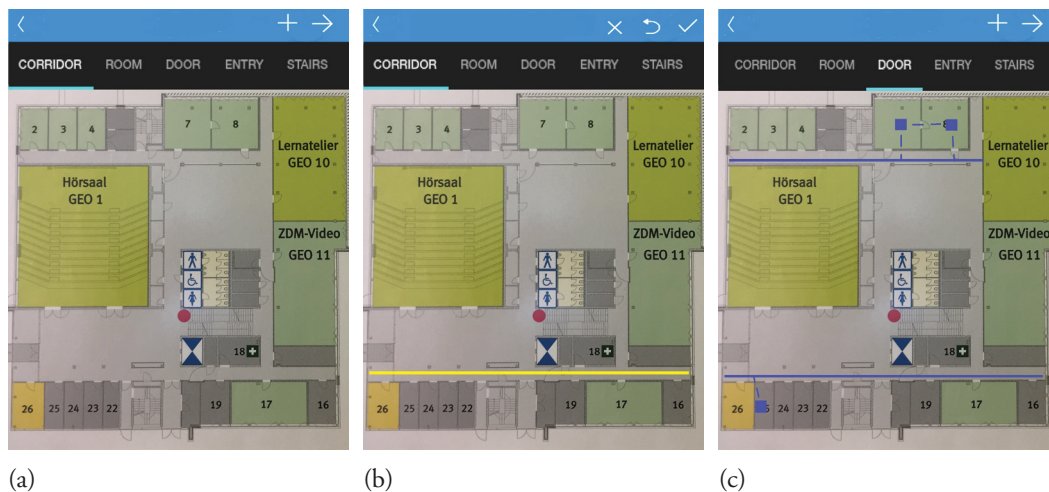 CORRIDOR ROOM DOOR ENTRY STAIRS
2 3 4 7 8
Lernatelier
GEO 10
Hörsaal
GEO 1
ZDM-Video
GEO 11
18
26 25 24 23 22 19 17 16
(a)
CORRIDOR ROOM DOOR ENTRY STAIRS
2 3 4 7 8
Lernatelier
GEO 10
Hörsaal
GEO 1
ZDM-Video
GEO 11
18
26 25 24 23 22 19 17 16
(b)
CORRIDOR ROOM DOOR ENTRY STAIRS
2 3 4 7 8
Lernatelier
GEO 10
Hörsaal
GEO 1
ZDM-Video
GEO 11
18
26 24 23 22 19 17 16
(c)